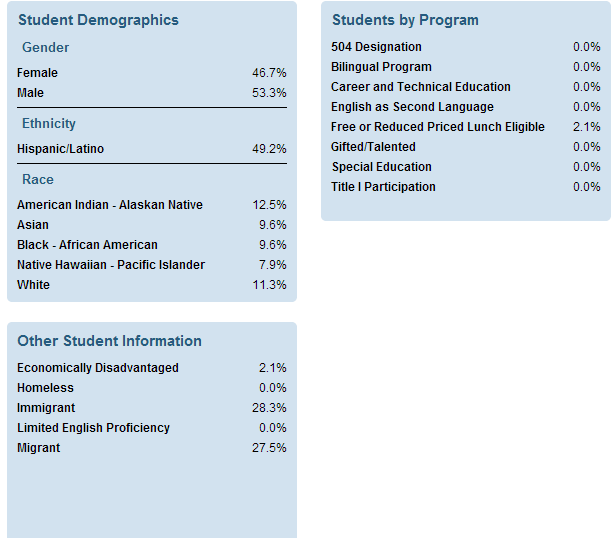 Student Demographics
Gender
Female 46.7%
Male 53.3%
Ethnicity
Hispanic/Latino 49.2%
Race
American Indian - Alaskan Native 12.5%
Asian 9.6%
Black - African American 9.6%
Native Hawaiian - Pacific Islander 7.9%
White 11.3%
Other Student Information
Economically Disadvantaged 2.1%
Homeless 0.0%
Immigrant 28.3%
Limited English Proficiency 0.0%
Migrant 27.5%
Students by Program
504 Designation 0.0%
Bilingual Program 0.0%
Career and Technical Education 0.0%
English as Second Language 0.0%
Free or Reduced Priced Lunch Eligible 2.1%
Gifted/Talented 0.0%
Special Education 0.0%
Title I Participation 0.0%